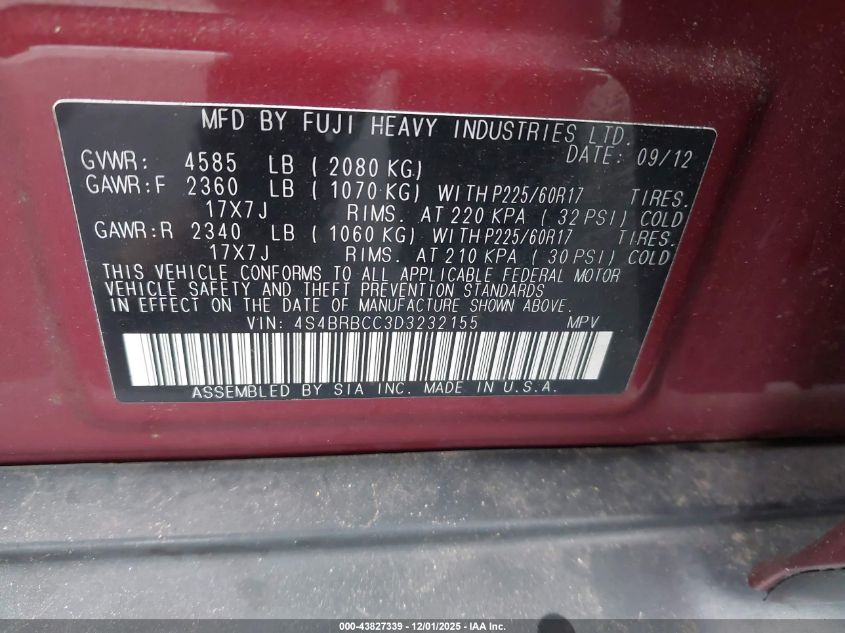 MFD BY FUJI HEAVY INDUSTRIES LTD.
DATE: 09/12
GVWR: 4585 LB ( 2080 KG)
GAWR:F 2360 LB ( 1070 KG) WITH P225/60R17 TIRES.
17X7J RIMS. AT 220 KPA ( 32 PSI) COLD
GAWR:R 2340 LB ( 1060 KG) WITH P225/60R17 TIRES.
17X7J RIMS. AT 210 KPA ( 30 PSI) COLD
THIS VEHICLE CONFORMS TO ALL APPLICABLE FEDERAL MOTOR
VEHICLE SAFETY AND THEFT PREVENTION STANDARDS
IN EFFECT ON THE DATE OF MANUFACTURE SHOWN ABOVE.
VIN: 4S4BRBCC3D3232155 MPV
ASSEMBLED BY SIA INC. MADE IN U.S.A.
000-43827339 - 12/01/2025 - IAA Inc.